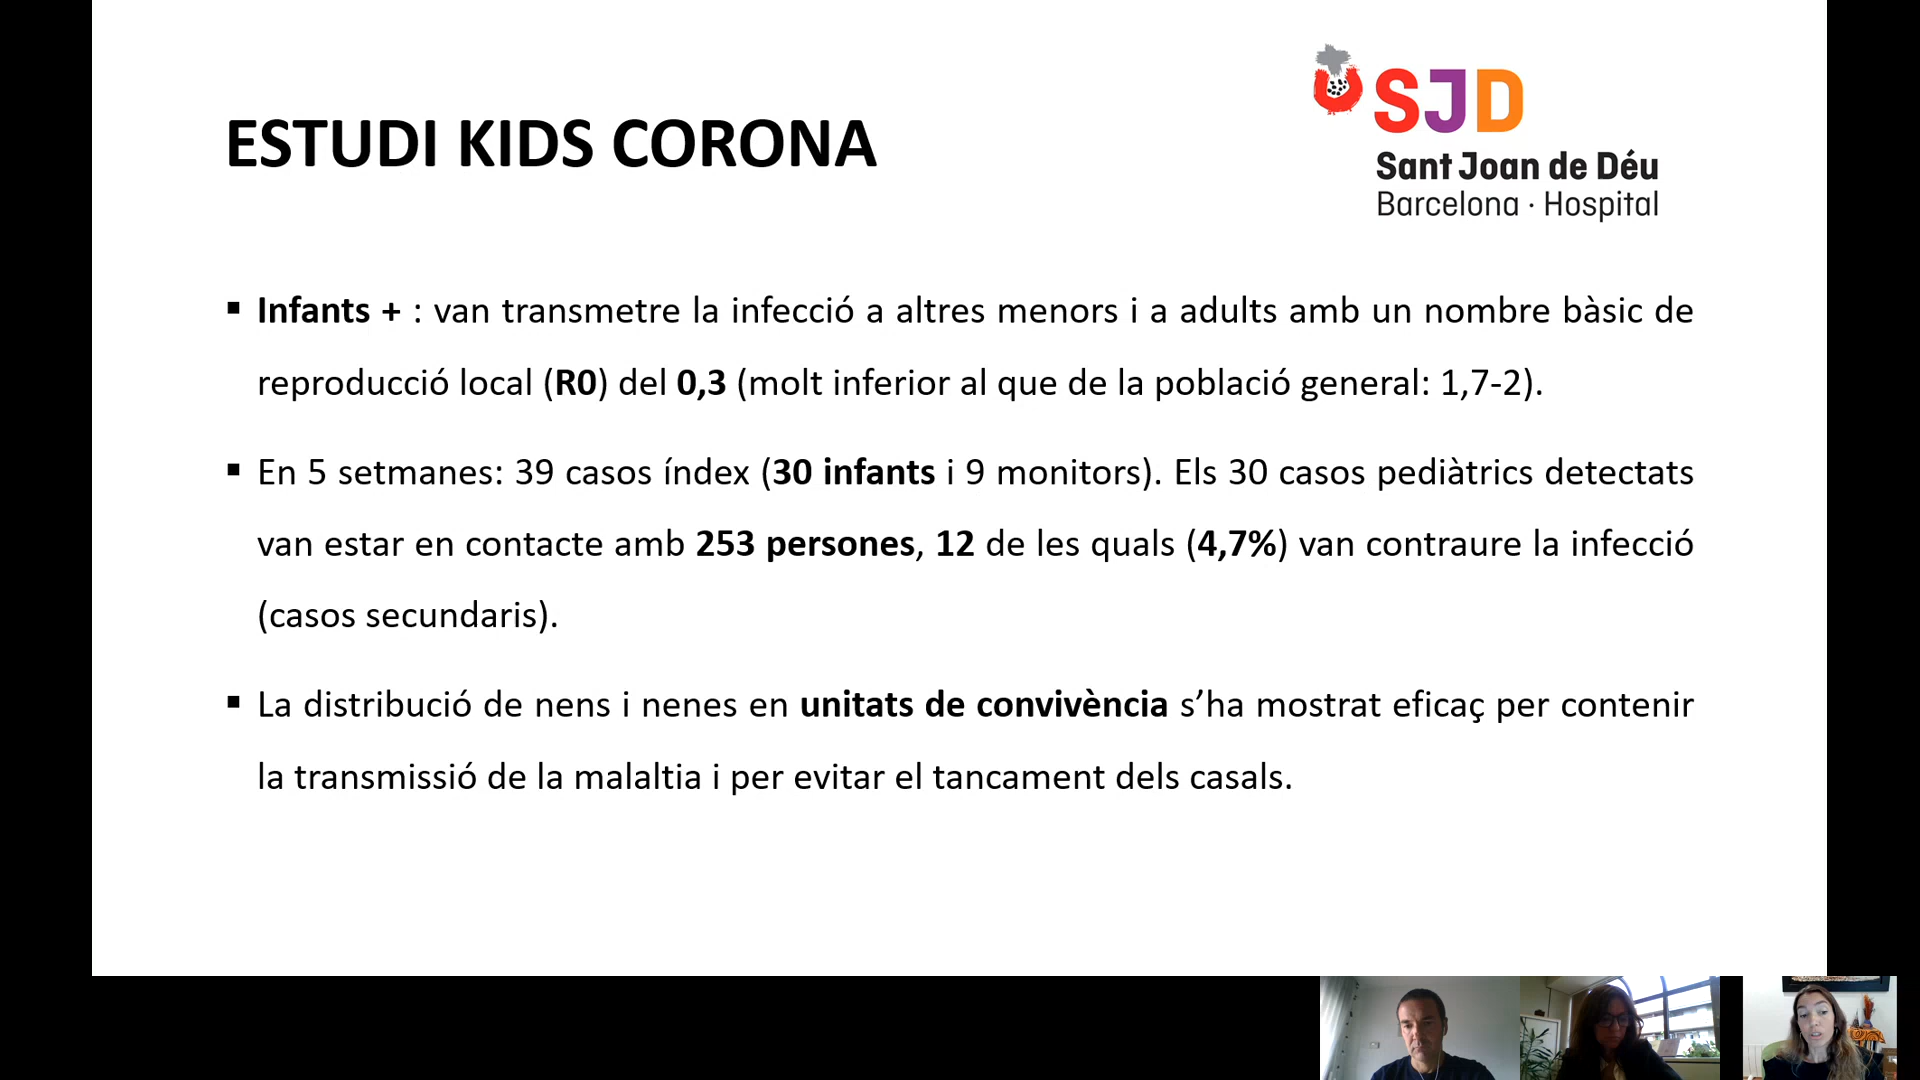 SJD
Sant Joan de Déu
Barcelona · Hospital
ESTUDI KIDS CORONA
▪ Infants + : van transmetre la infecció a altres menors i a adults amb un nombre bàsic de
reproducció local (R0) del 0,3 (molt inferior al que de la població general: 1,7-2).
▪ En 5 setmanes: 39 casos índex (30 infants i 9 monitors). Els 30 casos pediàtrics detectats
van estar en contacte amb 253 persones, 12 de les quals (4,7%) van contraure la infecció
(casos secundaris).
▪ La distribució de nens i nenes en unitats de convivència s’ha mostrat eficaç per contenir
la transmissió de la malaltia i per evitar el tancament dels casals.